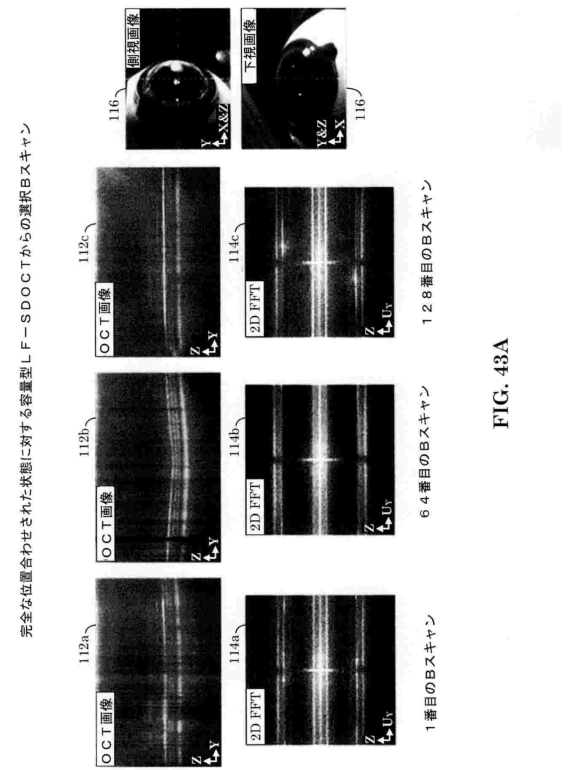 完全な位置合わせされた状態に対する容量型LF-SDOCTからの選択Bスキャン
112a
OCT画像
Z
Y
112b
OCT画像
Z
Y
112c
OCT画像
Z
Y
116
側視画像
Y
X&Z
114a
2D FFT
Z
UY
114b
2D FFT
Z
UY
114c
2D FFT
Z
UY
下視画像
Y&Z
X
116
1番目のBスキャン
64番目のBスキャン
128番目のBスキャン
FIG. 43A